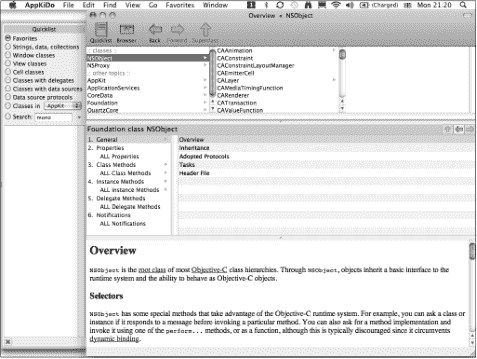 AppKiDo File Edit Find View Go Favorites Window (Charged) Mon 21:20
Quicklist
Favorites
Strings, data, collections
Window classes
View classes
Cell classes
Classes with delegates
Classes with data sources
Data source protocols
Classes in AppKit
Search: mono
Overview « NSObject
Quicklist Browser Back Forward Superclass
:: classes ::
NSObject
NSProxy
:: other topics ::
AppKit
ApplicationServices
CoreData
Foundation
QuartzCore
CAAnimation
CAConstraint
CAConstraintLayoutManager
CAEmitterCell
CALayer
CAMediaTimingFunction
CARenderer
CATransaction
CAValueFunction
Foundation class NSObject
1. General
2. Properties
ALL Properties
3. Class Methods
ALL Class Methods
4. Instance Methods
ALL Instance Methods
5. Delegate Methods
ALL Delegate Methods
6. Notifications
ALL Notifications
Overview
Inheritance
Adopted Protocols
Tasks
Header File
Overview
NSObject is the root class of most Objective-C class hierarchies. Through NSObject, objects inherit a basic interface to the
runtime system and the ability to behave as Objective-C objects.
Selectors
NSObject has some special methods that take advantage of the Objective-C runtime system. For example, you can ask a class or
instance if it responds to a message before invoking a particular method. You can also ask for a method implementation and
invoke it using one of the perform... methods, or as a function, although this is typically discouraged since it circumvents
dynamic binding.